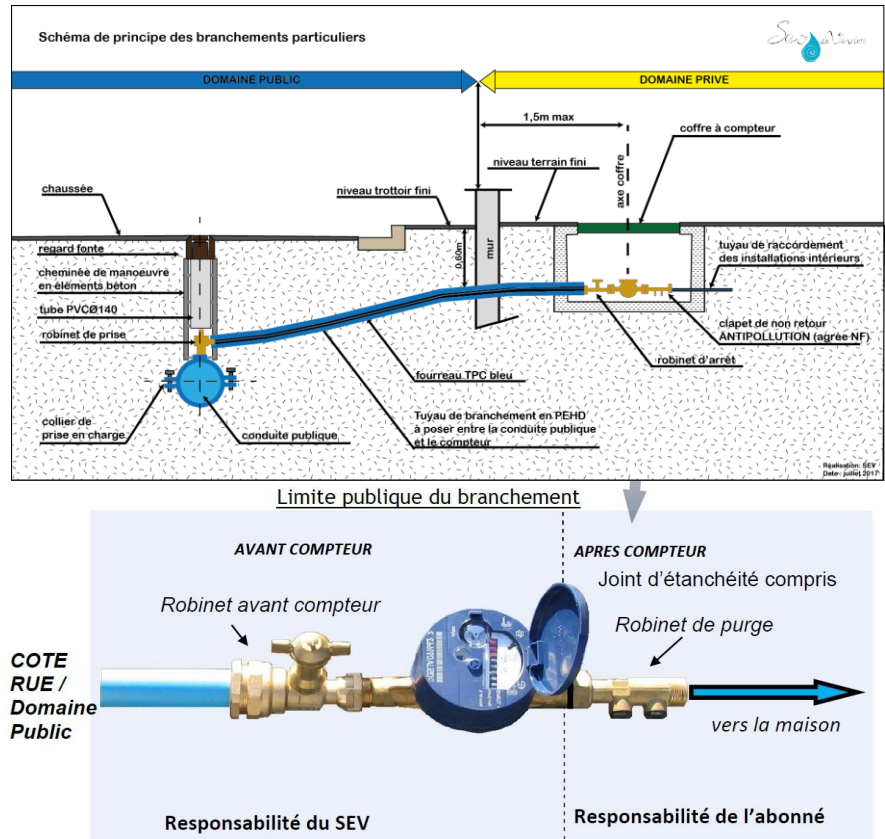 Schéma de principe des branchements particuliers
DOMAINE PUBLIC
DOMAINE PRIVE
1,5m max
coffre à compteur
axe coffre
niveau terrain fini
niveau trottoir fini
chaussée
mur
0,60m
regard fonte
cheminée de manoeuvre
en éléments béton
tube PVCØ140
robinet de prise
tuyau de raccordement
des installations intérieurs
clapet de non retour
ANTIPOLLUTION (agrée NF)
robinet d'arrêt
fourreau TPC bleu
collier de
prise en charge
conduite publique
Tuyau de branchement en PEHD
à poser entre la conduite publique
et le compteur
Réalisation: SEV
Date: juillet 2017
Limite publique du branchement
AVANT COMPTEUR
APRES COMPTEUR
Joint d'étanchéité compris
Robinet avant compteur
Robinet de purge
COTE
RUE /
Domaine
Public
vers la maison
Responsabilité du SEV
Responsabilité de l'abonné